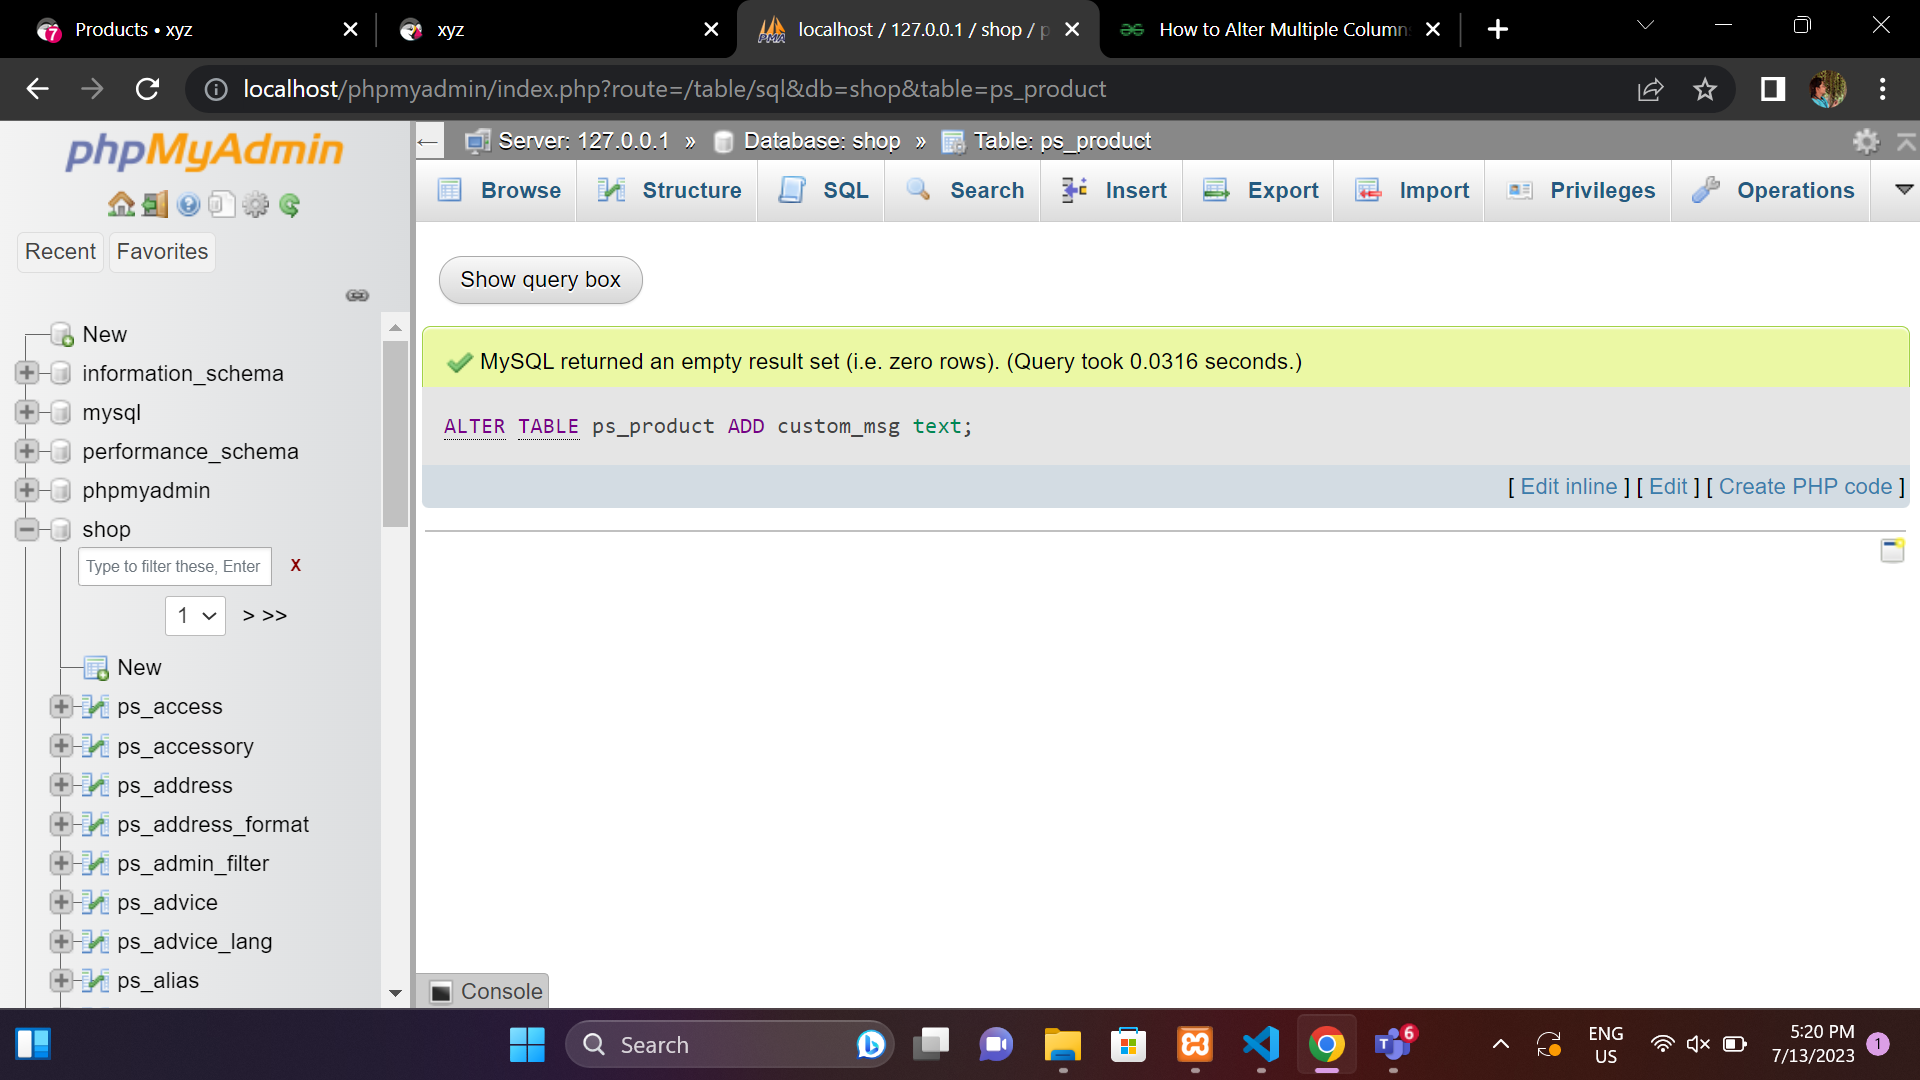 Products • xyz
xyz
localhost / 127.0.0.1 / shop / p
How to Alter Multiple Column
localhost/phpmyadmin/index.php?route=/table/sql&db=shop&table=ps_product
phpMyAdmin
Recent Favorites
New
information_schema
mysql
performance_schema
phpmyadmin
shop
Type to filter these, Enter
X
1 > >>
New
ps_access
ps_accessory
ps_address
ps_address_format
ps_admin_filter
ps_advice
ps_advice_lang
ps_alias
Server: 127.0.0.1 » Database: shop » Table: ps_product
Browse Structure SQL Search Insert Export Import Privileges Operations
Show query box
MySQL returned an empty result set (i.e. zero rows). (Query took 0.0316 seconds.)
ALTER TABLE ps_product ADD custom_msg text;
[ Edit inline ] [ Edit ] [ Create PHP code ]
Console
Search
6
ENG
US
5:20 PM
7/13/2023
1